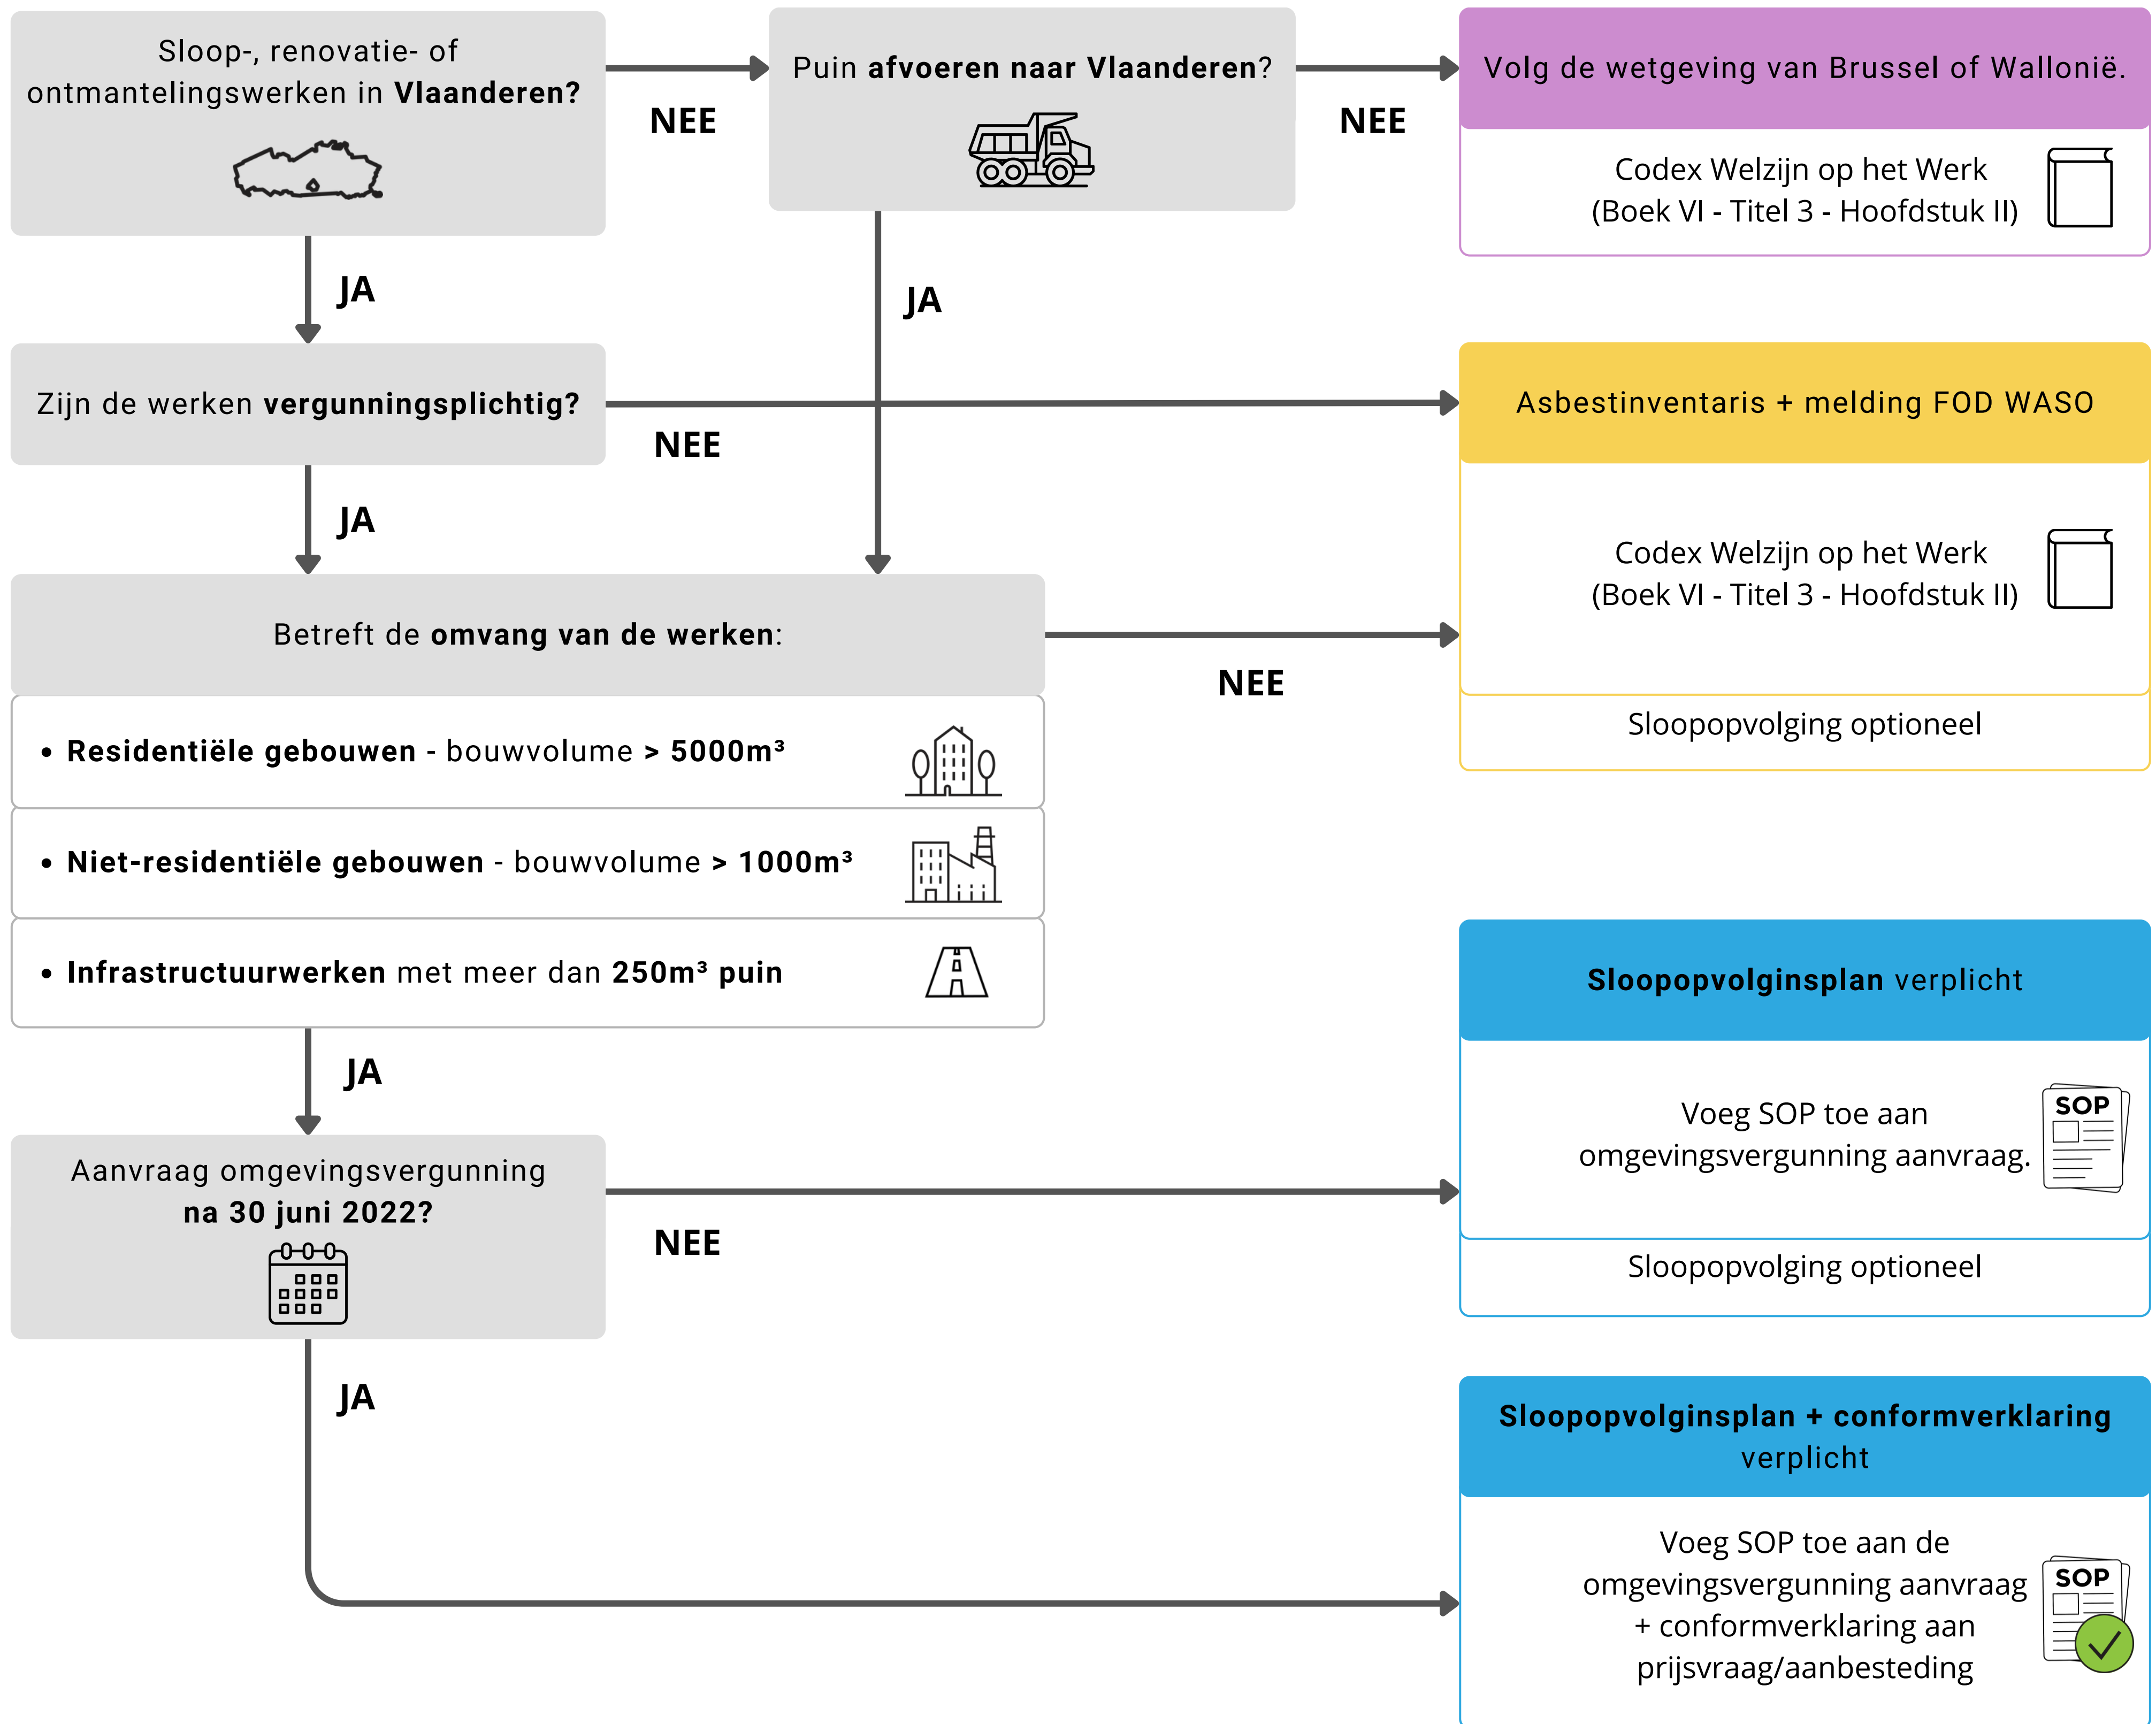 Sloop-, renovatie- of
ontmantelingswerken in Vlaanderen?
NEE
Puin afvoeren naar Vlaanderen?
NEE
Volg de wetgeving van Brussel of Wallonië.
Codex Welzijn op het Werk
(Boek VI - Titel 3 - Hoofdstuk II)
JA
JA
Zijn de werken vergunningsplichtig?
NEE
Asbestinventaris + melding FOD WASO
Codex Welzijn op het Werk
(Boek VI - Titel 3 - Hoofdstuk II)
Sloopopvolging optioneel
JA
Betreft de omvang van de werken:
NEE
• Residentiële gebouwen - bouwvolume > 5000m³
• Niet-residentiële gebouwen - bouwvolume > 1000m³
• Infrastructuurwerken met meer dan 250m³ puin
JA
Aanvraag omgevingsvergunning
na 30 juni 2022?
NEE
Sloopopvolginsplan verplicht
Voeg SOP toe aan
omgevingsvergunning aanvraag.
SOP
Sloopopvolging optioneel
JA
Sloopopvolginsplan + conformverklaring
verplicht
Voeg SOP toe aan de
omgevingsvergunning aanvraag
+ conformverklaring aan
prijsvraag/aanbesteding
SOP